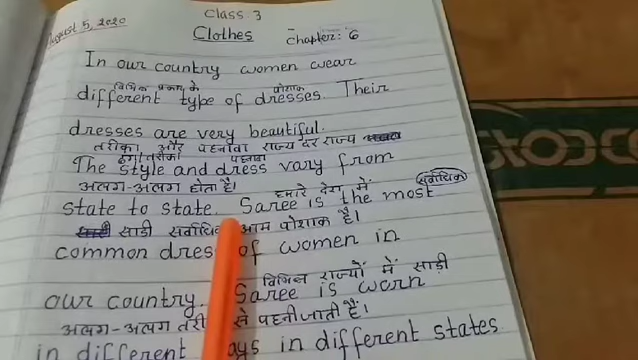 August 5, 2020
Class: 3
Clothes
Chapter: 6
In our country women wear
विभिन्न प्रकार के पोशाक
different type of dresses. Their
dresses are very beautiful.
तरीका और पहनावा राज्य दर राज्य
ढंग/तरीका पहनावा
The style and dress vary from
अलग-अलग होता है। हमारे देश में सर्वाधिक
state to state. Saree is the most
साड़ी सर्वाधिक आम पोशाक है।
common dress of women in
विभिन्न राज्यों में साड़ी
our country. Saree is worn
अलग-अलग तरी से पहनी जाती है।
in different ays in different states